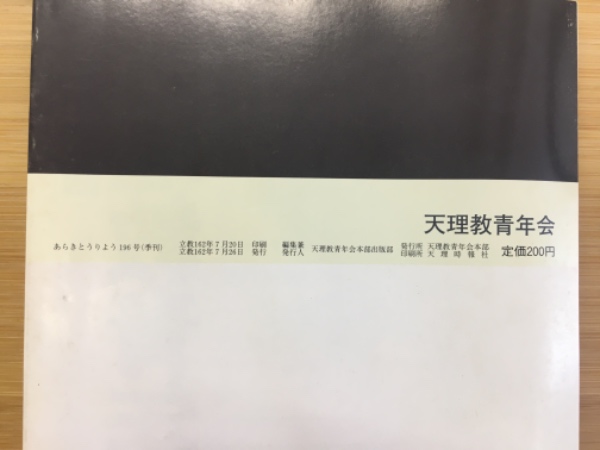 天理教青年会
あらきとうりよう196号(季刊)
立教162年7月20日 印刷
立教162年7月26日 発行
編集兼
発行人
天理教青年会本部出版部
発行所 天理教青年会本部
印刷所 天理時報社
定価200円